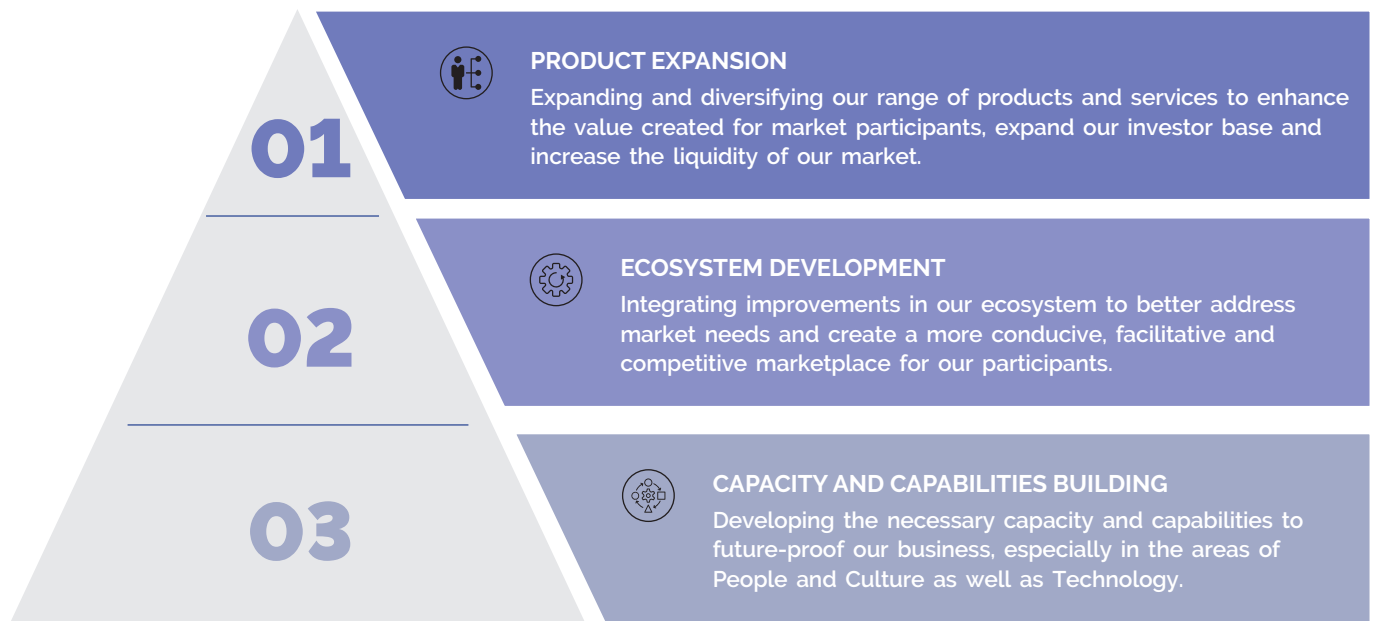 01
PRODUCT EXPANSION
Expanding and diversifying our range of products and services to enhance
the value created for market participants, expand our investor base and
increase the liquidity of our market.
02
ECOSYSTEM DEVELOPMENT
Integrating improvements in our ecosystem to better address
market needs and create a more conducive, facilitative and
competitive marketplace for our participants.
03
CAPACITY AND CAPABILITIES BUILDING
Developing the necessary capacity and capabilities to
future-proof our business, especially in the areas of
People and Culture as well as Technology.